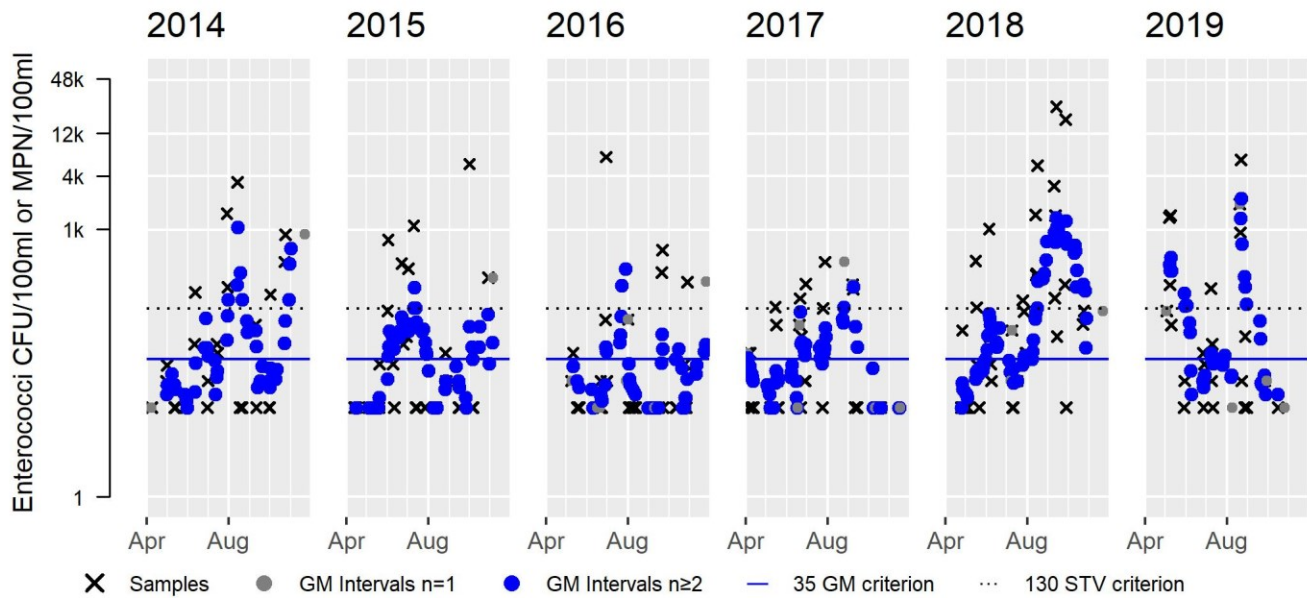 2014 2015 2016 2017 2018 2019
Enterococci CFU/100ml or MPN/100ml
48k
12k
4k
1k
1
Apr Aug Apr Aug Apr Aug Apr Aug Apr Aug Apr Aug
Samples GM Intervals n=1 GM Intervals n≥2 35 GM criterion 130 STV criterion